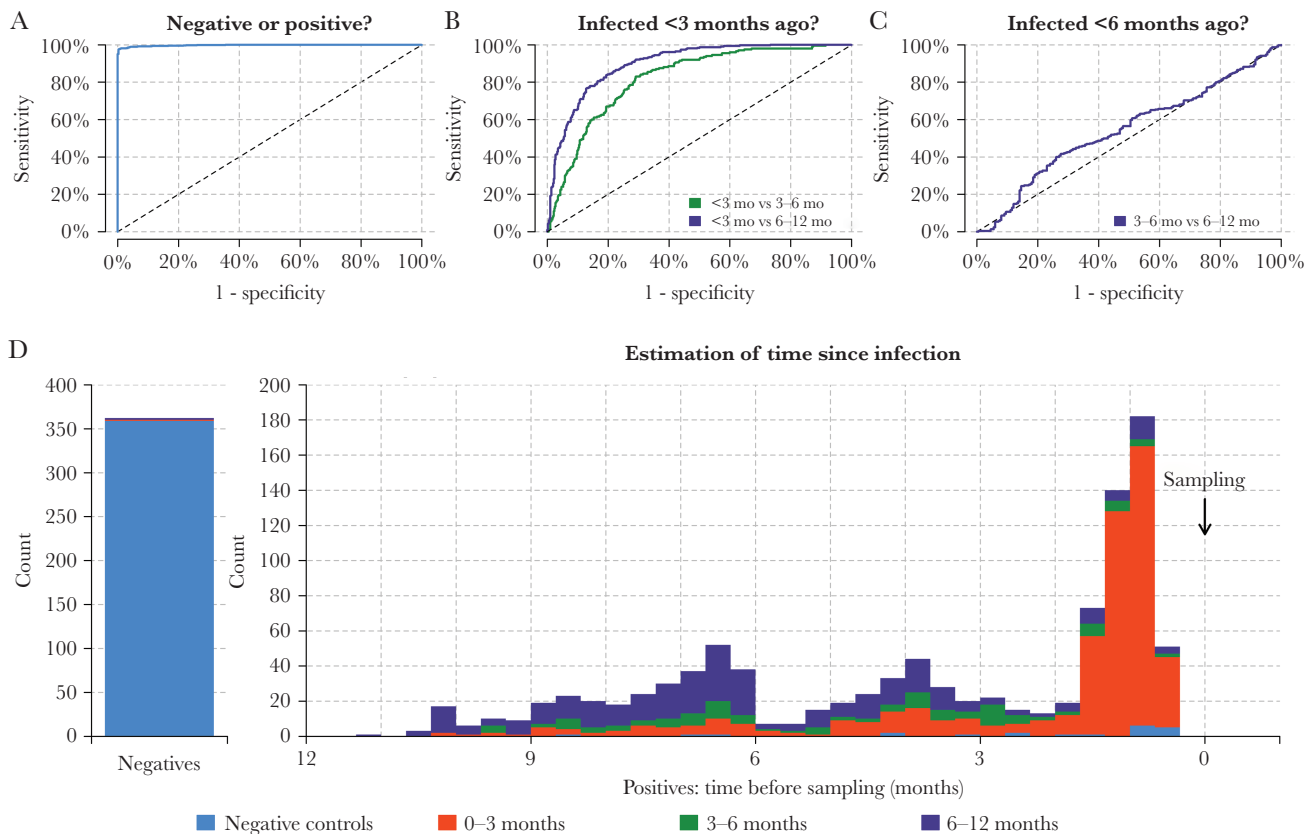 A
Negative or positive?
100%
80%
60%
40%
20%
0%
Sensitivity
0% 20% 40% 60% 80% 100%
1 - specificity
B
Infected <3 months ago?
100%
80%
60%
40%
20%
0%
Sensitivity
<3 mo vs 3–6 mo
<3 mo vs 6–12 mo
0% 20% 40% 60% 80% 100%
1 - specificity
C
Infected <6 months ago?
100%
80%
60%
40%
20%
0%
Sensitivity
3–6 mo vs 6–12 mo
0% 20% 40% 60% 80% 100%
1 - specificity
D
Estimation of time since infection
400
350
300
250
200
150
100
50
0
Count
Negatives
200
180
160
140
120
100
80
60
40
20
0
Count
Sampling
12 9 6 3 0
Positives: time before sampling (months)
Negative controls 0–3 months 3–6 months 6–12 months